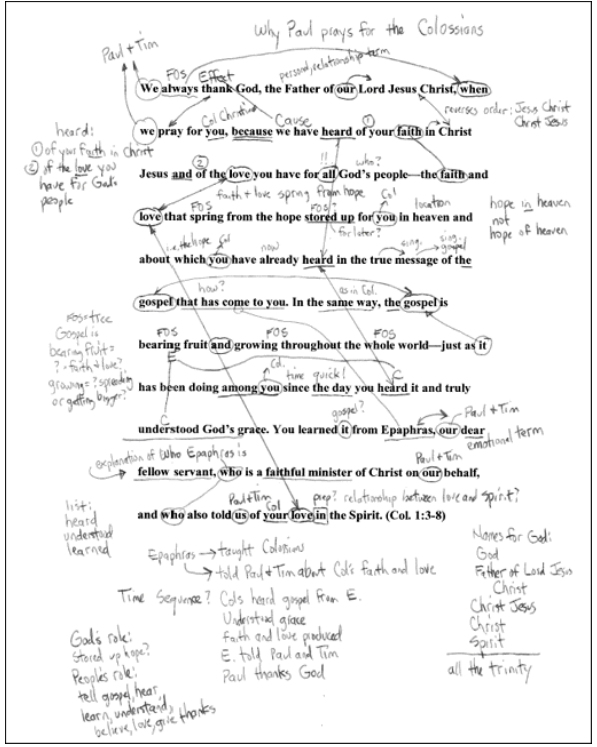 Why Paul prays for the Colossians
Paul + Tim
FOS Effect personal, relationship term
We always thank God, the Father of our Lord Jesus Christ, when
reverses order: Jesus Christ
Christ Jesus
Col Christians Cause ①
we pray for you, because we have heard of your faith in Christ
heard:
① of your faith in Christ
② of the love you
have for God's
people
② !! who?
Jesus and of the love you have for all God's people—the faith and
faith + love spring from hope
FOS FOS? Col location
love that spring from the hope stored up for you in heaven and
for later?
hope in heaven
not
hope of heaven
i.e. the hope Col now sing. sing. gospel
about which you have already heard in the true message of the
how? as in Col.
gospel that has come to you. In the same way, the gospel is
FOS=tree
Gospel is
bearing fruit=
? - faith + love?
growing=? spreading
or getting bigger?
FOS FOS FOS
bearing fruit and growing throughout the whole world—just as it
E
Col. time quick! C
has been doing among you since the day you heard it and truly
C gospel? Paul + Tim
understood God's grace. You learned it from Epaphras, our dear
emotional term
explanation of Who Epaphras is Paul + Tim
fellow servant, who is a faithful minister of Christ on our behalf,
Paul+Tim Col prep? relationship between love and spirit?
and who also told us of your love in the Spirit. (Col. 1:3-8)
list:
heard
understood
learned
Epaphras → taught Colossians
→ told Paul + Tim about Col's faith and love
Time Sequence? Cols heard gospel from E.
Understood grace
faith and love produced
E. told Paul and Tim
Paul thanks God
Names for God:
God
Father of Lord Jesus
Christ
Christ Jesus
Christ
Spirit
all the trinity
God's role:
Stored up hope?
People's role:
tell gospel, hear
learn, understand,
believe, love, give thanks